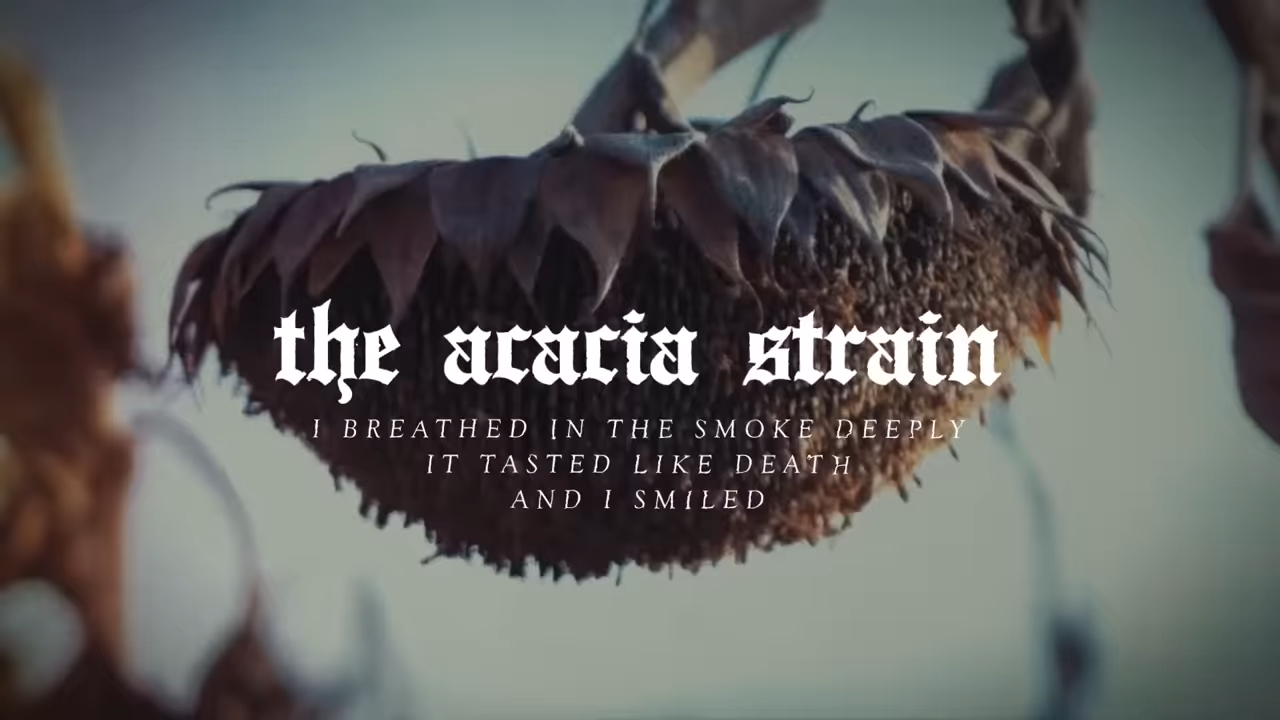 the acacia strain
I BREATHED IN THE SMOKE DEEPLY
IT TASTED LIKE DEATH
AND I SMILED